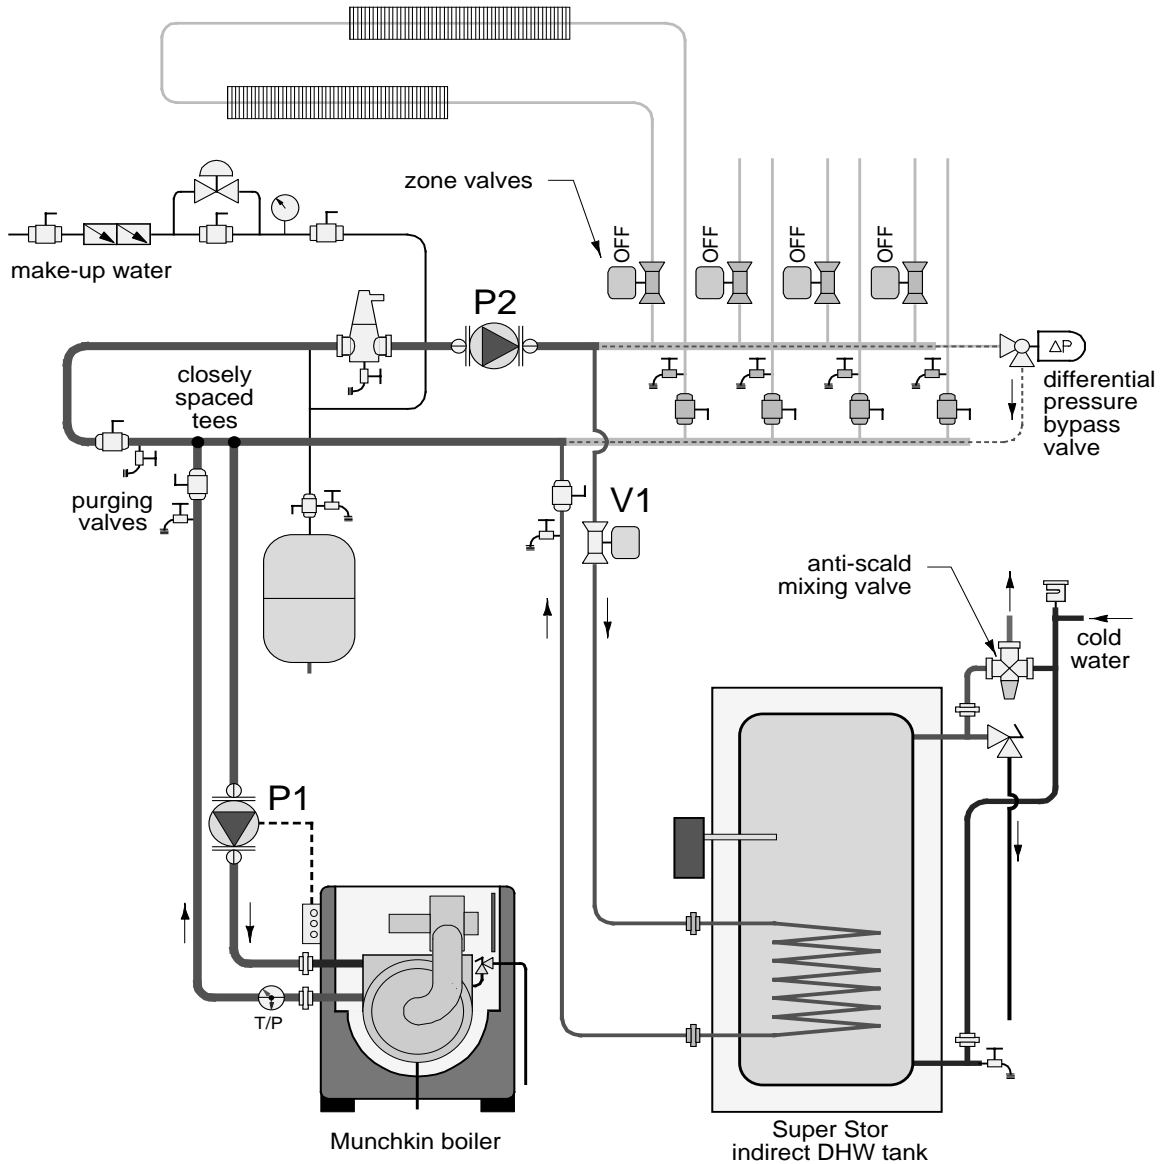 zone valves
OFF
OFF
OFF
OFF
make-up water
P2
closely
spaced
tees
ΔP
differential
pressure
bypass
valve
purging
valves
V1
anti-scald
mixing valve
cold
water
P1
T/P
Munchkin boiler
Super Stor
indirect DHW tank